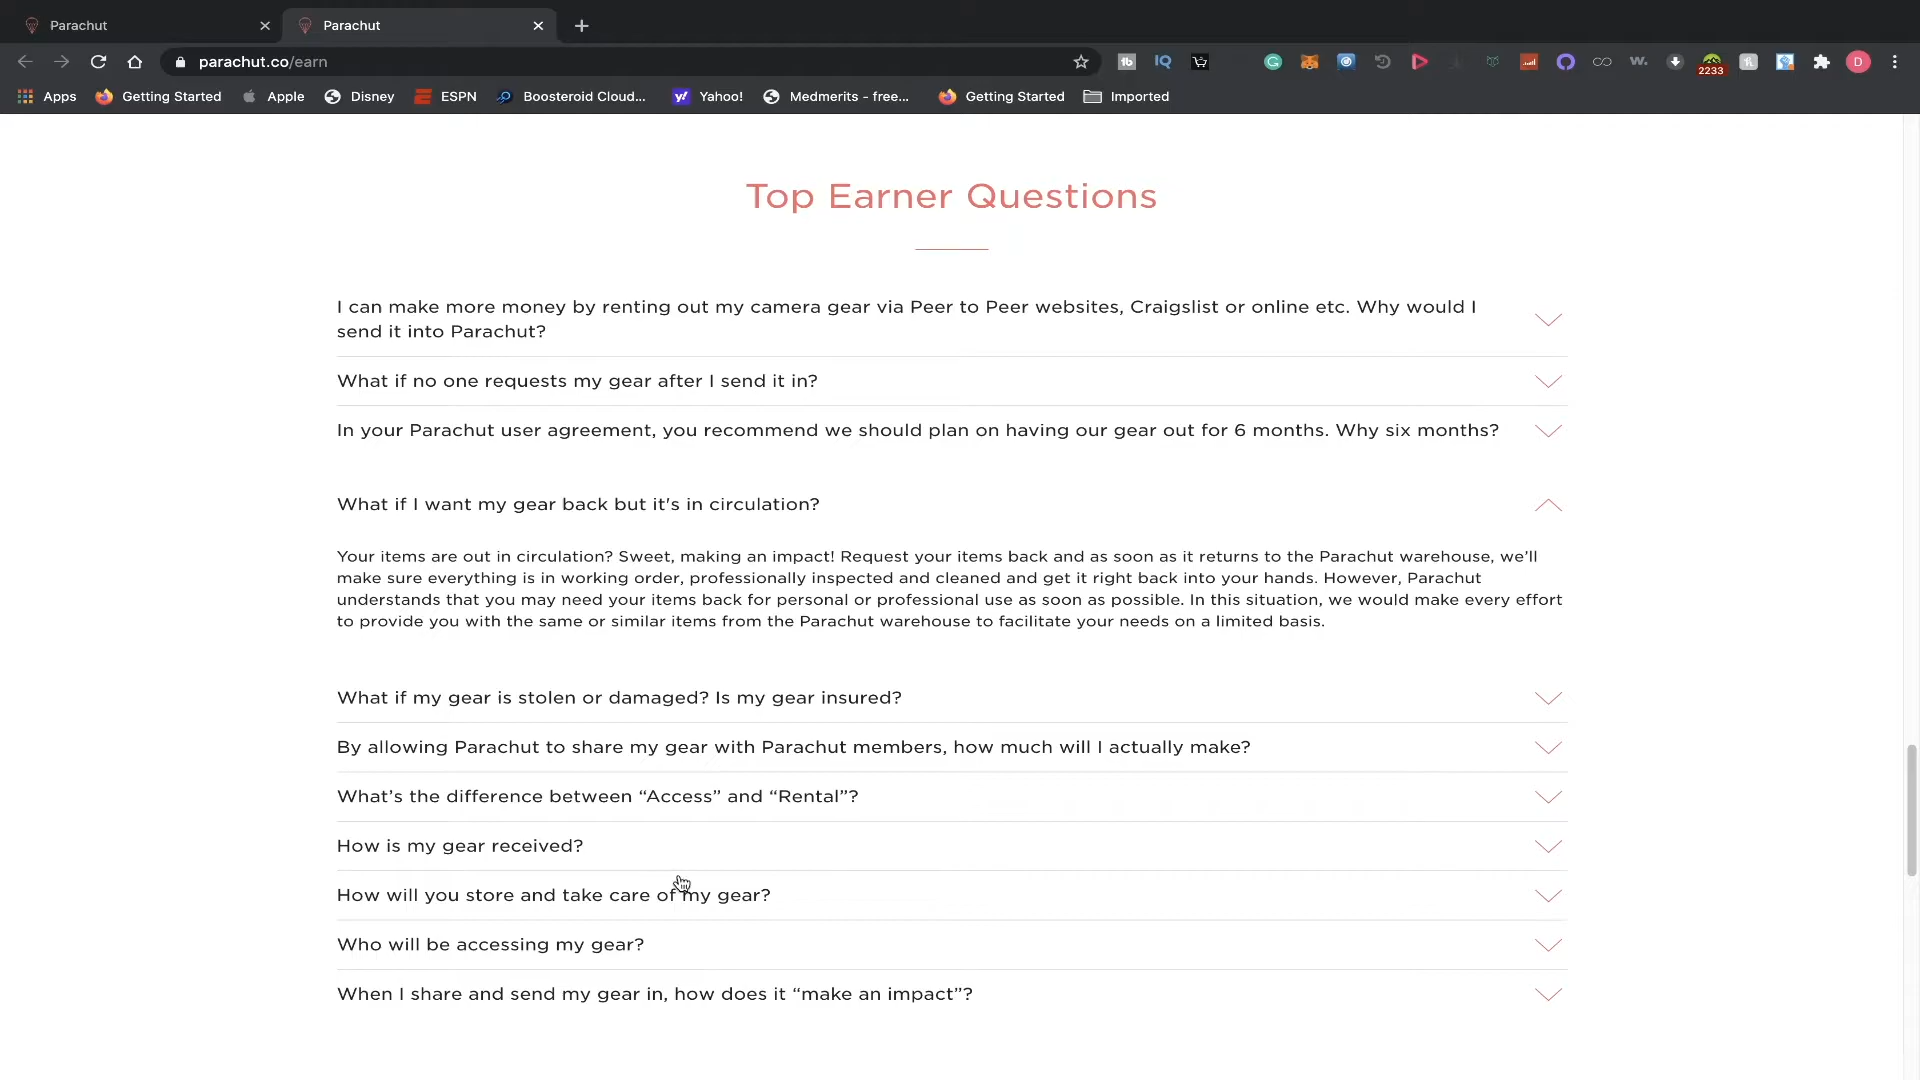 Parachut
Parachut
parachut.co/earn
tb
IQ
G
w.
2233
D
Apps
Getting Started
Apple
Disney
ESPN
Boosteroid Cloud...
y!
Yahoo!
Medmerits - free...
Getting Started
Imported
Top Earner Questions
I can make more money by renting out my camera gear via Peer to Peer websites, Craigslist or online etc. Why would I
send it into Parachut?
What if no one requests my gear after I send it in?
In your Parachut user agreement, you recommend we should plan on having our gear out for 6 months. Why six months?
What if I want my gear back but it's in circulation?
Your items are out in circulation? Sweet, making an impact! Request your items back and as soon as it returns to the Parachut warehouse, we’ll
make sure everything is in working order, professionally inspected and cleaned and get it right back into your hands. However, Parachut
understands that you may need your items back for personal or professional use as soon as possible. In this situation, we would make every effort
to provide you with the same or similar items from the Parachut warehouse to facilitate your needs on a limited basis.
What if my gear is stolen or damaged? Is my gear insured?
By allowing Parachut to share my gear with Parachut members, how much will I actually make?
What’s the difference between “Access” and “Rental”?
How is my gear received?
How will you store and take care of my gear?
Who will be accessing my gear?
When I share and send my gear in, how does it “make an impact”?